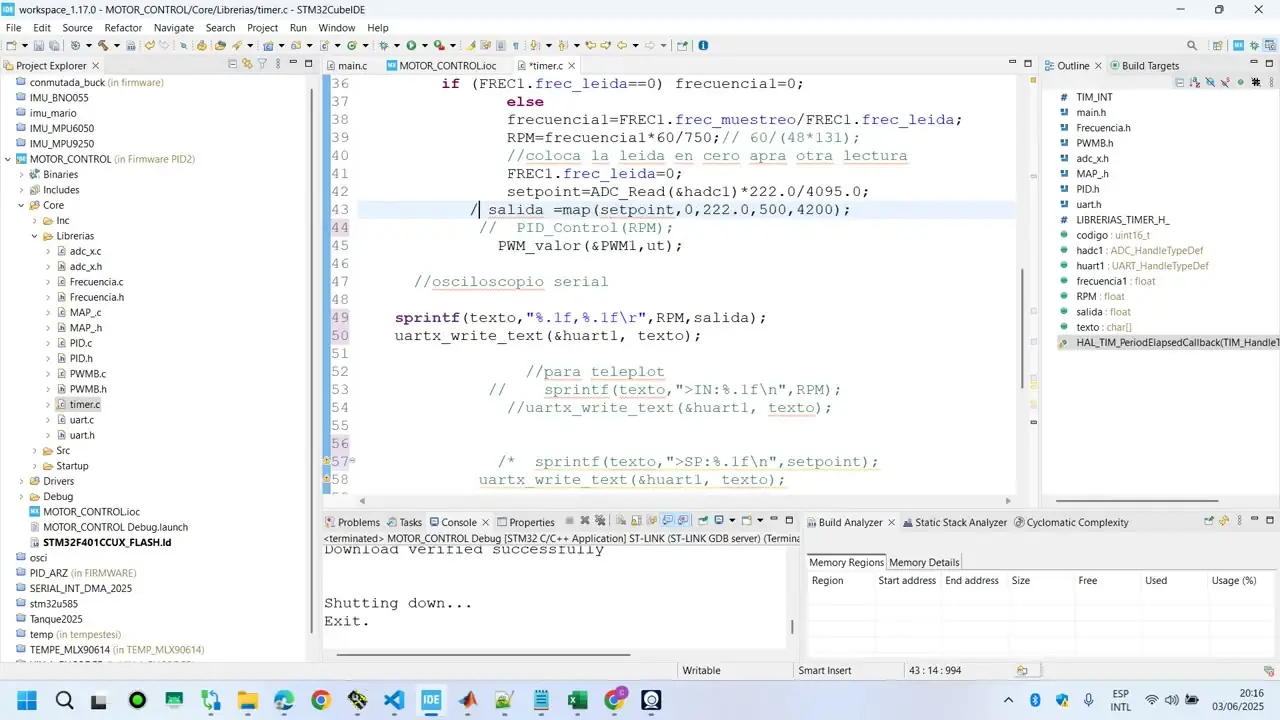 workspace_1.17.0 - MOTOR_CONTROL/Core/Librerias/timer.c - STM32CubeIDE
File Edit Source Refactor Navigate Search Project Run Window Help
Project Explorer
conmutada_buck (in firmware)
IMU_BNO055
imu_mario
IMU_MPU6050
IMU_MPU9250
MOTOR_CONTROL (in Firmware PID2)
Binaries
Includes
Core
Inc
Librerias
adc_x.c
adc_x.h
Frecuencia.c
Frecuencia.h
MAP_.c
MAP_.h
PID.c
PID.h
PWMB.c
PWMB.h
timer.c
uart.c
uart.h
Src
Startup
Drivers
Debug
MOTOR_CONTROL.ioc
MOTOR_CONTROL Debug.launch
STM32F401CCUX_FLASH.ld
osci
PID_ARZ (in FIRMWARE)
SERIAL_INT_DMA_2025
stm32u585
Tanque2025
temp (in tempestesi)
TEMPE_MLX90614 (in TEMP_MLX90614)
main.c MOTOR_CONTROL.ioc *timer.c
36 if (FREC1.frec_leida==0) frecuencia1=0;
37 else
38 frecuencia1=FREC1.frec_muestreo/FREC1.frec_leida;
39 RPM=frecuencia1*60/750;// 60/(48*131);
40 //coloca la leida en cero apra otra lectura
41 FREC1.frec_leida=0;
42 setpoint=ADC_Read(&hadc1)*222.0/4095.0;
43 / salida =map(setpoint,0,222.0,500,4200);
44 // PID_Control(RPM);
45 PWM_valor(&PWM1,ut);
46
47 //osciloscopio serial
48
49 sprintf(texto,"%.1f,%.1f\r",RPM,salida);
50 uartx_write_text(&huart1, texto);
51
52 //para teleplot
53 // sprintf(texto,">IN:%.1f\n",RPM);
54 //uartx_write_text(&huart1, texto);
55
56
57 /* sprintf(texto,">SP:%.1f\n",setpoint);
58 uartx_write_text(&huart1, texto);
Outline Build Targets
TIM_INT
main.h
Frecuencia.h
PWMB.h
adc_x.h
MAP_.h
PID.h
uart.h
LIBRERIAS_TIMER_H_
codigo : uint16_t
hadc1 : ADC_HandleTypeDef
huart1 : UART_HandleTypeDef
frecuencia1 : float
RPM : float
salida : float
texto : char[]
HAL_TIM_PeriodElapsedCallback(TIM_HandleT
Problems Tasks Console Properties
<terminated> MOTOR_CONTROL Debug [STM32 C/C++ Application] ST-LINK (ST-LINK GDB server) (Termina
Download verified successfully
Shutting down...
Exit.
Build Analyzer Static Stack Analyzer Cyclomatic Complexity
Memory Regions Memory Details
Region Start address End address Size Free Used Usage (%)
Writable Smart Insert 43 : 14 : 994
ESP
INTL
20:16
03/06/2025